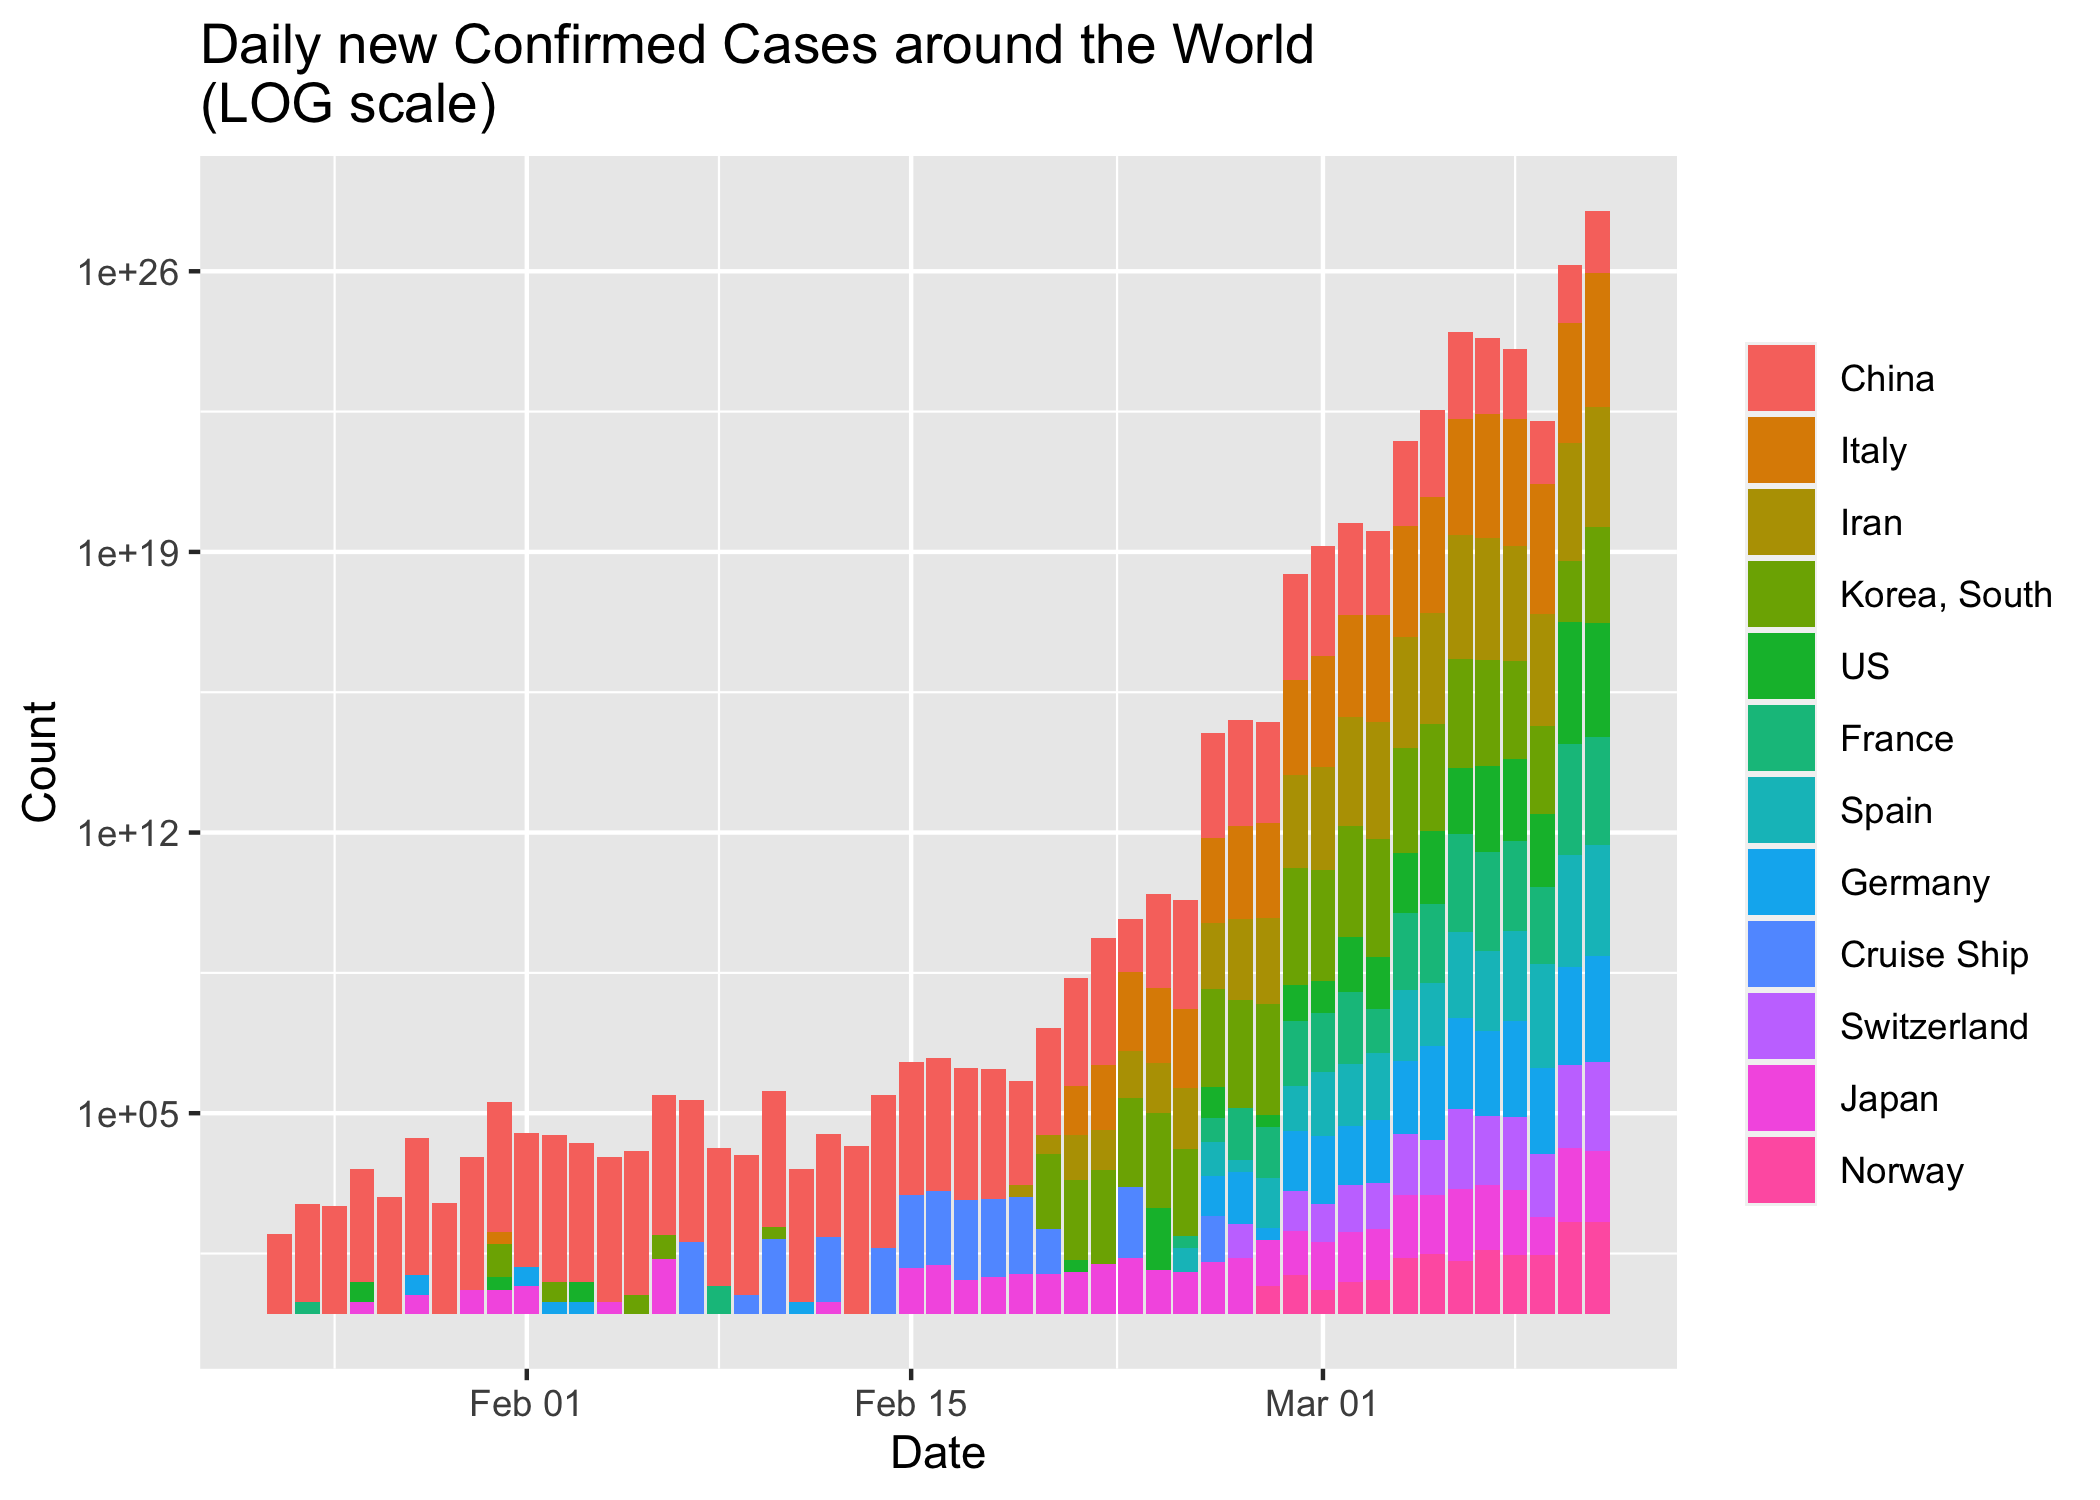 Daily new Confirmed Cases around the World
(LOG scale)
Count
1e+26
1e+19
1e+12
1e+05
Feb 01
Feb 15
Mar 01
Date
China
Italy
Iran
Korea, South
US
France
Spain
Germany
Cruise Ship
Switzerland
Japan
Norway